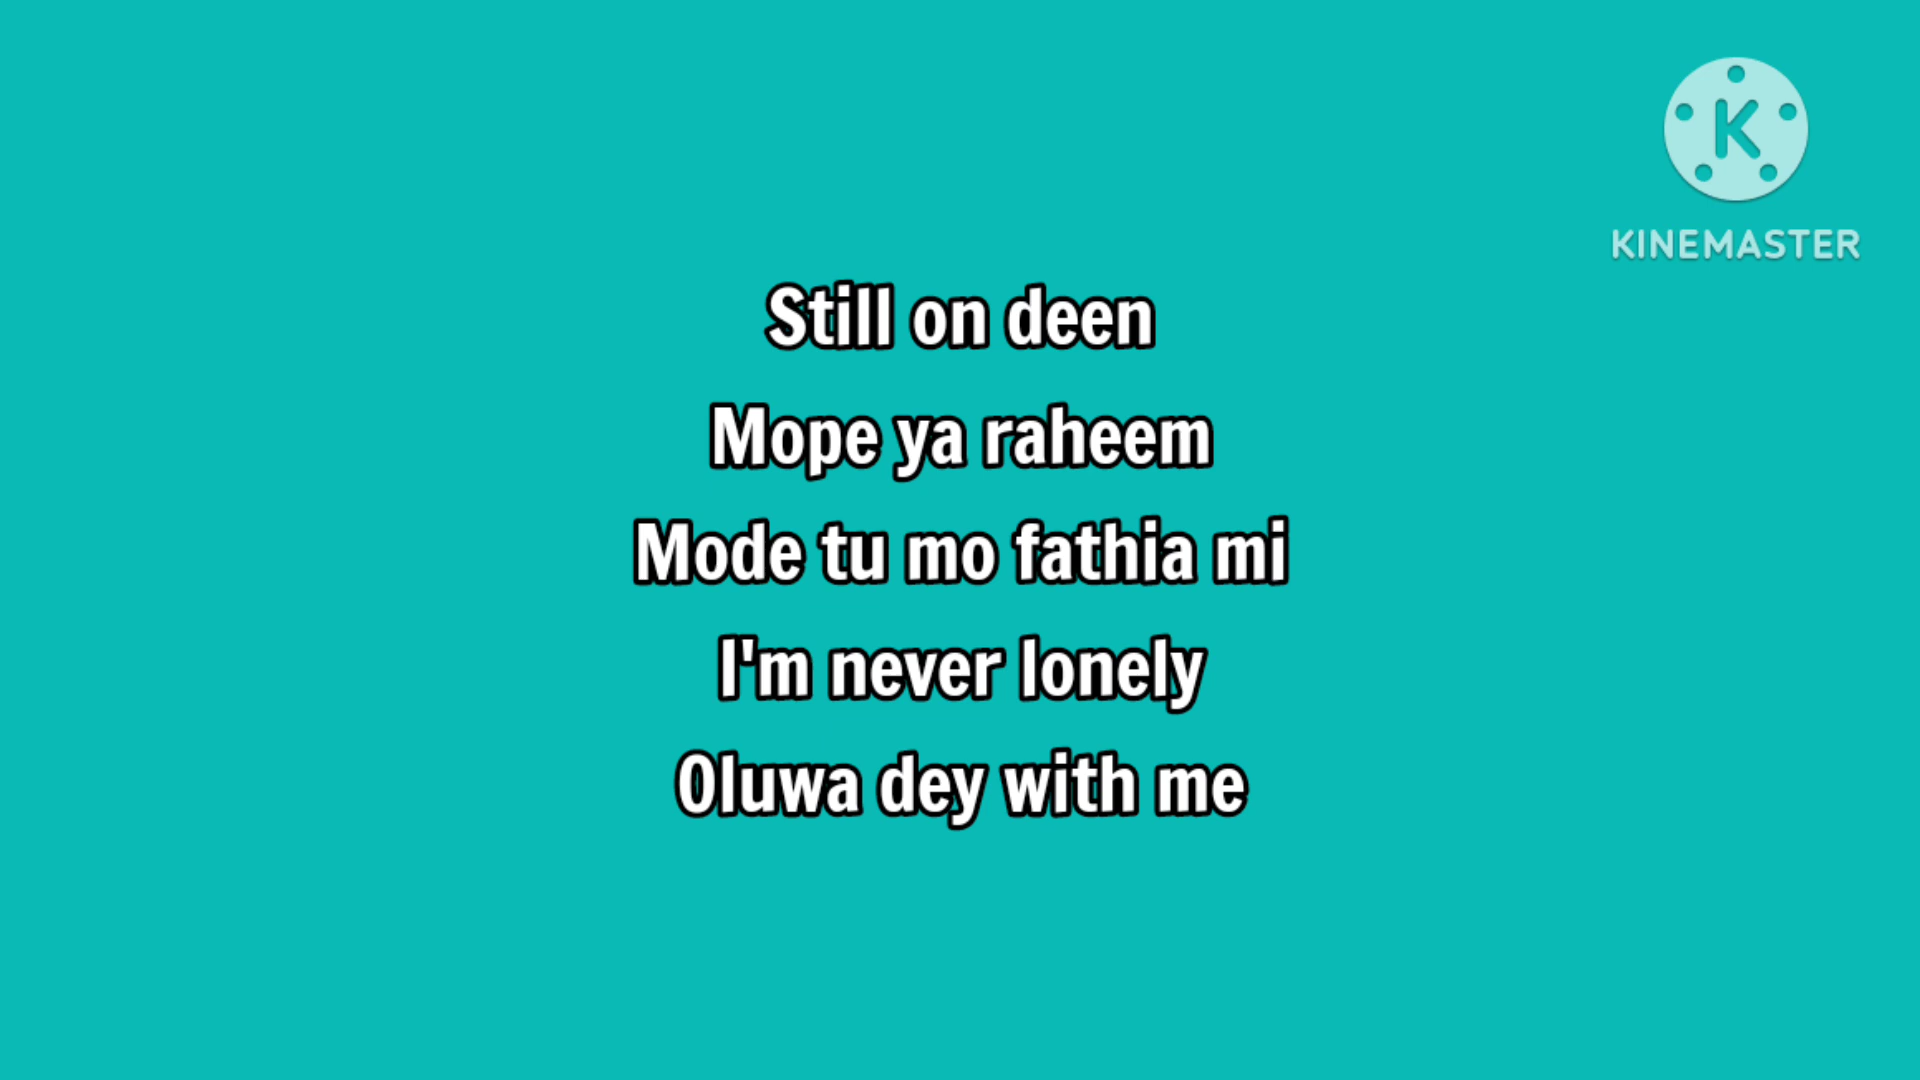 KINEMASTER
Still on deen
Mope ya raheem
Mode tu mo fathia mi
I'm never lonely
Oluwa dey with me